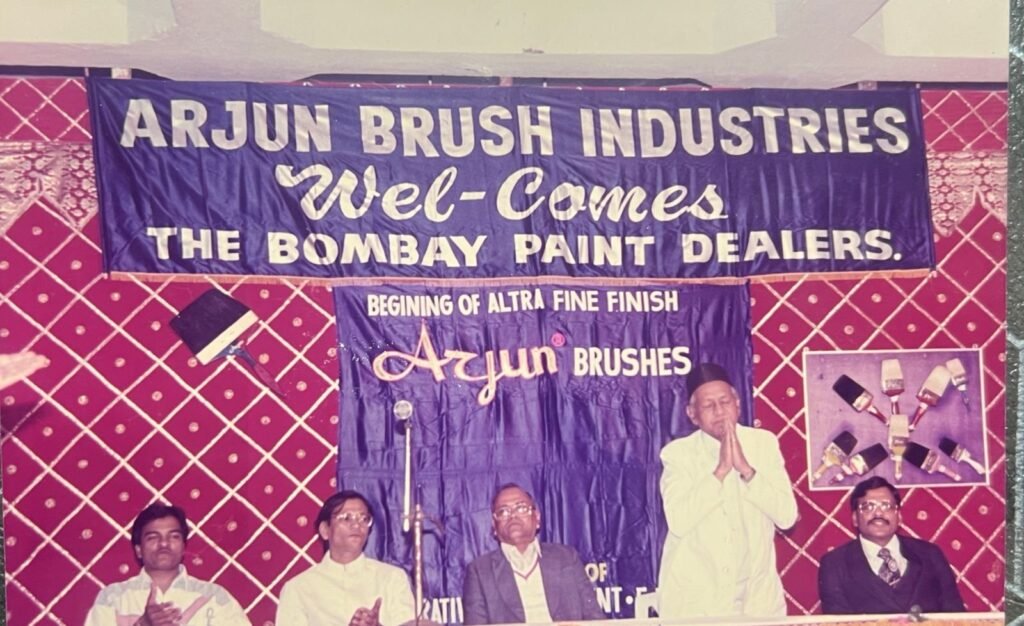 ARJUN BRUSH INDUSTRIES
Wel-Comes
THE BOMBAY PAINT DEALERS.
BEGINING OF ALTRA FINE FINISH
Arjun® BRUSHES
OF